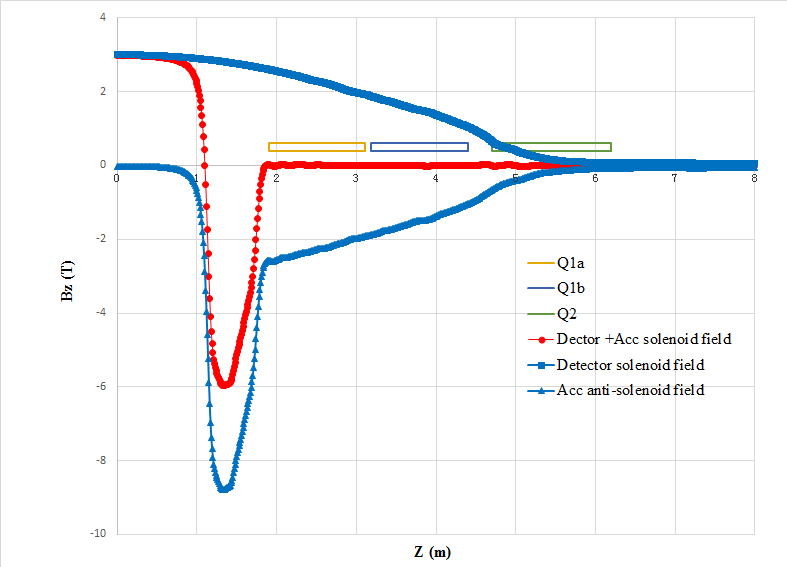 4
2
0
-2
-4
-6
-8
-10
0 1 2 3 4 5 6 7 8
Bz (T)
Z (m)
Q1a
Q1b
Q2
Dector +Acc solenoid field
Detector solenoid field
Acc anti-solenoid field